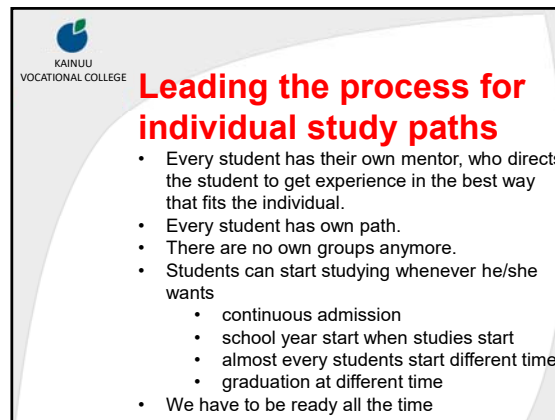 KAINUU
VOCATIONAL COLLEGE
Leading the process for
individual study paths
• Every student has their own mentor, who directs
the student to get experience in the best way
that fits the individual.
• Every student has own path.
• There are no own groups anymore.
• Students can start studying whenever he/she
wants
• continuous admission
• school year start when studies start
• almost every students start different time
• graduation at different time
• We have to be ready all the time